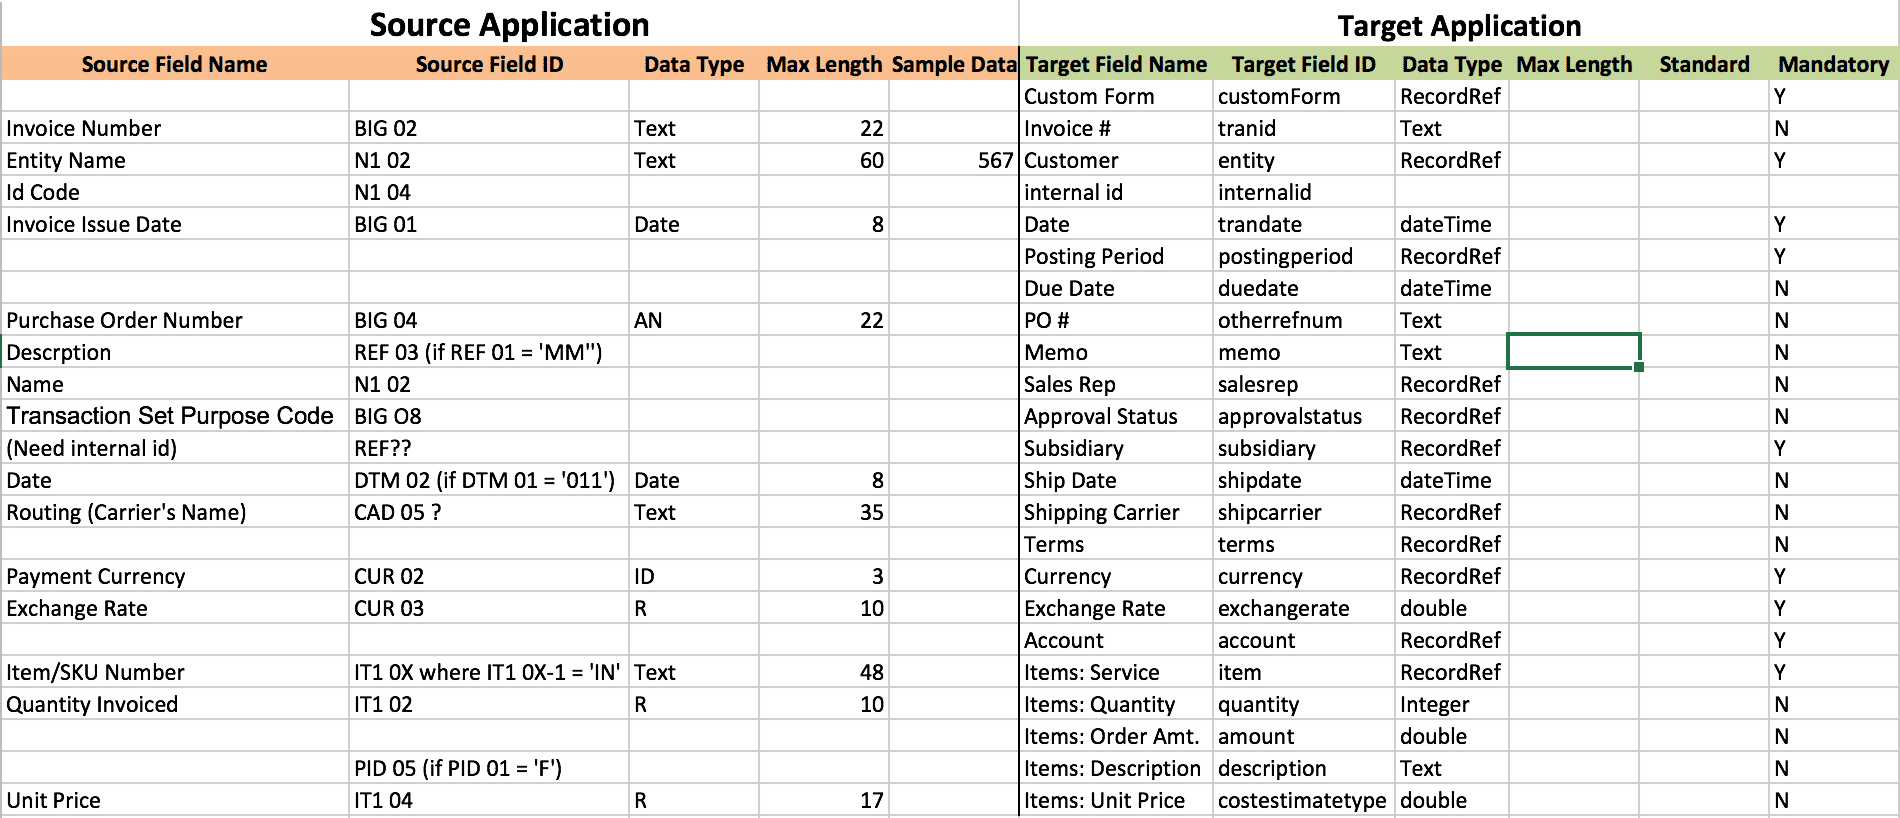 Source Application Target Application
Source Field Name Source Field ID Data Type Max Length Sample Data Target Field Name Target Field ID Data Type Max Length Standard Mandatory
Custom Form customForm RecordRef Y
Invoice Number BIG 02 Text 22 Invoice # tranid Text N
Entity Name N1 02 Text 60 567 Customer entity RecordRef Y
Id Code N1 04 internal id internalid
Invoice Issue Date BIG 01 Date 8 Date trandate dateTime Y
Posting Period postingperiod RecordRef Y
Due Date duedate dateTime N
Purchase Order Number BIG 04 AN 22 PO # otherrefnum Text N
Descrption REF 03 (if REF 01 = 'MM") Memo memo Text N
Name N1 02 Sales Rep salesrep RecordRef N
Transaction Set Purpose Code BIG O8 Approval Status approvalstatus RecordRef N
(Need internal id) REF?? Subsidiary subsidiary RecordRef Y
Date DTM 02 (if DTM 01 = '011') Date 8 Ship Date shipdate dateTime N
Routing (Carrier's Name) CAD 05 ? Text 35 Shipping Carrier shipcarrier RecordRef N
Terms terms RecordRef N
Payment Currency CUR 02 ID 3 Currency currency RecordRef Y
Exchange Rate CUR 03 R 10 Exchange Rate exchangerate double Y
Account account RecordRef Y
Item/SKU Number IT1 0X where IT1 0X-1 = 'IN' Text 48 Items: Service item RecordRef Y
Quantity Invoiced IT1 02 R 10 Items: Quantity quantity Integer N
Items: Order Amt. amount double N
PID 05 (if PID 01 = 'F') Items: Description description Text N
Unit Price IT1 04 R 17 Items: Unit Price costestimatetype double N